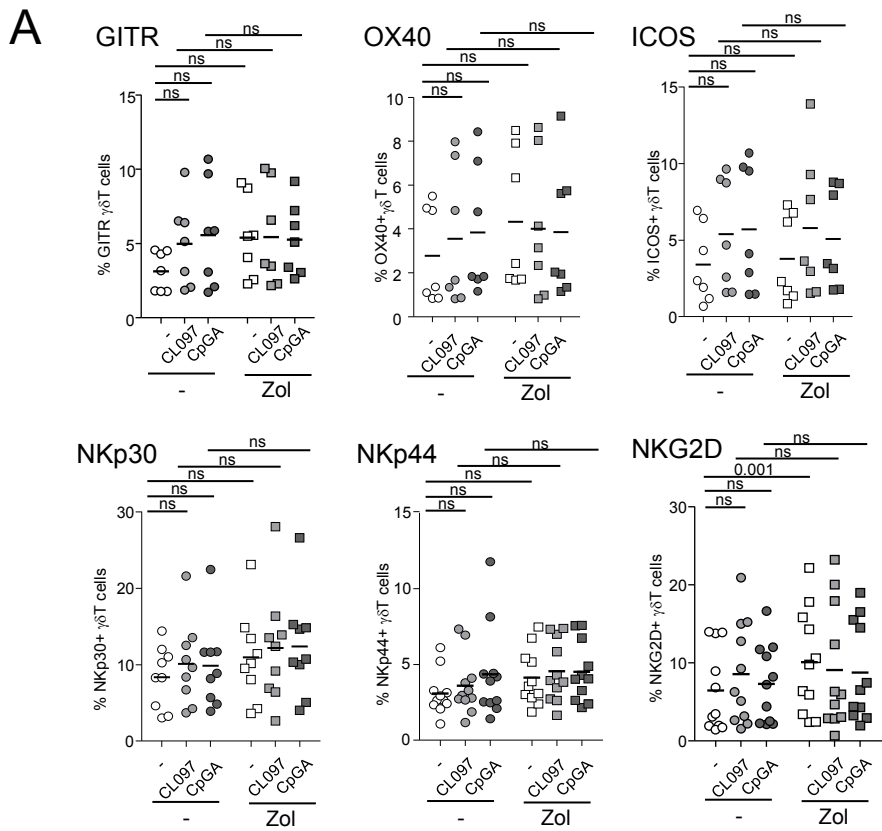 A
GITR
ns
ns
ns
ns
ns
% GITR γδT cells
15
10
5
0
-
CL097
CpGA
-
CL097
CpGA
-
Zol
OX40
ns
ns
ns
ns
ns
% OX40+γδT cells
10
8
6
4
2
0
-
CL097
CpGA
-
CL097
CpGA
-
Zol
ICOS
ns
ns
ns
ns
ns
% ICOS+ γδT cells
15
10
5
0
-
CL097
CpGA
-
CL097
CpGA
-
Zol
NKp30
ns
ns
ns
ns
ns
% NKp30+ γδT cells
30
20
10
0
-
CL097
CpGA
-
CL097
CpGA
-
Zol
NKp44
ns
ns
ns
ns
ns
% NKp44+ γδT cells
15
10
5
0
-
CL097
CpGA
-
CL097
CpGA
-
Zol
NKG2D
ns
ns
0.001
ns
ns
% NKG2D+ γδT cells
30
20
10
0
-
CL097
CpGA
-
CL097
CpGA
-
Zol